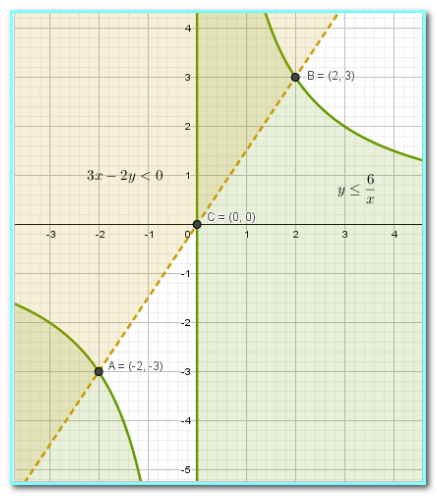 4
3
B = (2, 3)
2
3x − 2y < 0
1
y ≤ 6/x
C = (0, 0)
-3 -2 -1 0 1 2 3 4
-1
-2
A = (-2, -3)
-3
-4
-5